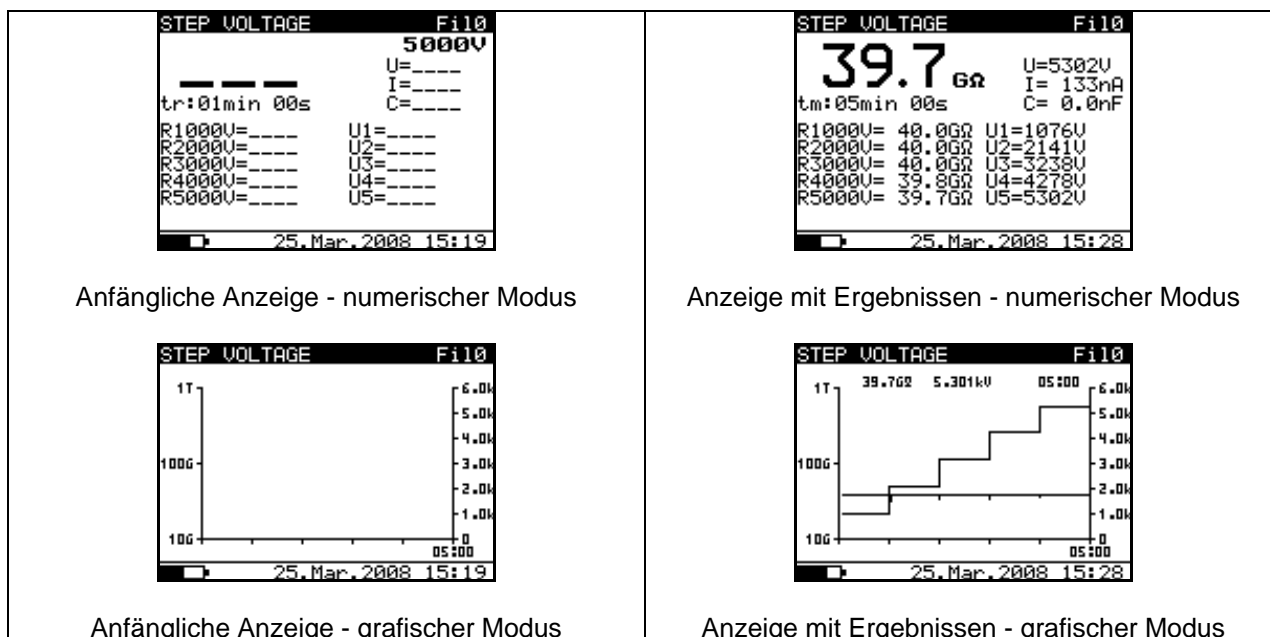 STEP VOLTAGE Fil0
5000V
U=____
I=____
tr:01min 00s C=____
R1000V=____ U1=____
R2000V=____ U2=____
R3000V=____ U3=____
R4000V=____ U4=____
R5000V=____ U5=____
25.Mar.2008 15:19
Anfängliche Anzeige - numerischer Modus
STEP VOLTAGE Fil0
39.7 GΩ U=5302V
I= 133nA
tm:05min 00s C= 0.0nF
R1000V= 40.0GΩ U1=1076V
R2000V= 40.0GΩ U2=2141V
R3000V= 40.0GΩ U3=3238V
R4000V= 39.8GΩ U4=4278V
R5000V= 39.7GΩ U5=5302V
25.Mar.2008 15:28
Anzeige mit Ergebnissen - numerischer Modus
STEP VOLTAGE Fil0
1T 6.0k
5.0k
4.0k
100G 3.0k
2.0k
1.0k
10G 0
05:00
25.Mar.2008 15:19
Anfängliche Anzeige - grafischer Modus
STEP VOLTAGE Fil0
39.7GΩ 5.301kV 05:00
1T 6.0k
5.0k
4.0k
100G 3.0k
2.0k
1.0k
10G 0
05:00
25.Mar.2008 15:28
Anzeige mit Ergebnissen - grafischer Modus